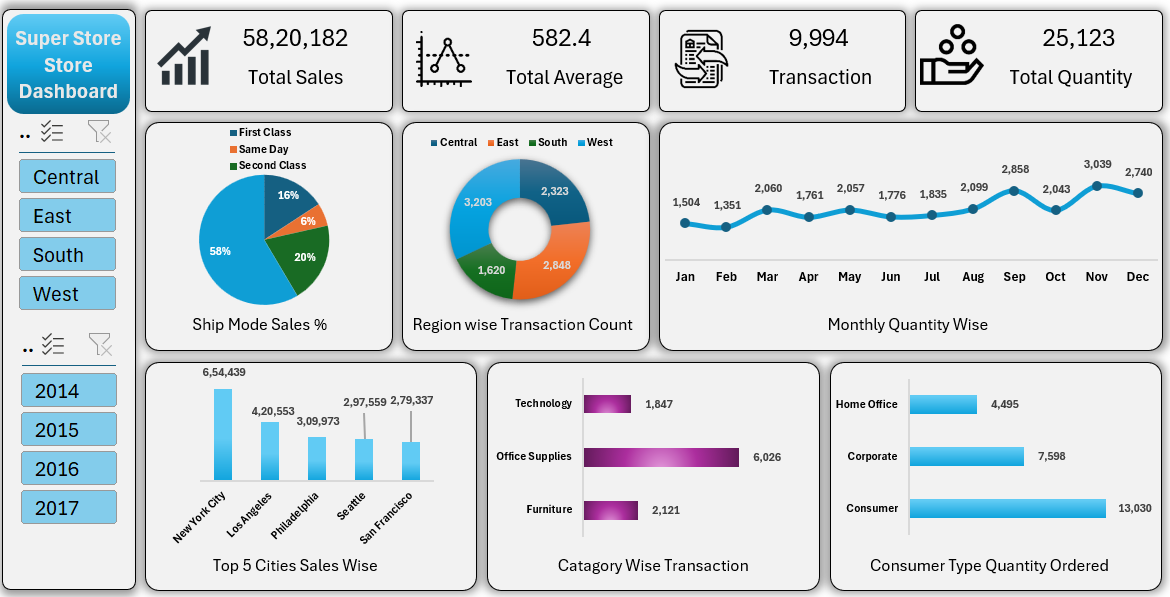 Super Store
Store
Dashboard
58,20,182
Total Sales
582.4
Total Average
9,994
Transaction
25,123
Total Quantity
..
Central
East
South
West
..
2014
2015
2016
2017
First Class
Same Day
Second Class
16%
6%
20%
58%
Ship Mode Sales %
Central East South West
2,323
2,848
1,620
3,203
Region wise Transaction Count
1,504 1,351 2,060 1,761 2,057 1,776 1,835 2,099 2,858 2,043 3,039 2,740
Jan Feb Mar Apr May Jun Jul Aug Sep Oct Nov Dec
Monthly Quantity Wise
6,54,439 4,20,553 3,09,973 2,97,559 2,79,337
New York City Los Angeles Philadelphia Seattle San Francisco
Top 5 Cities Sales Wise
Technology 1,847
Office Supplies 6,026
Furniture 2,121
Catagory Wise Transaction
Home Office 4,495
Corporate 7,598
Consumer 13,030
Consumer Type Quantity Ordered